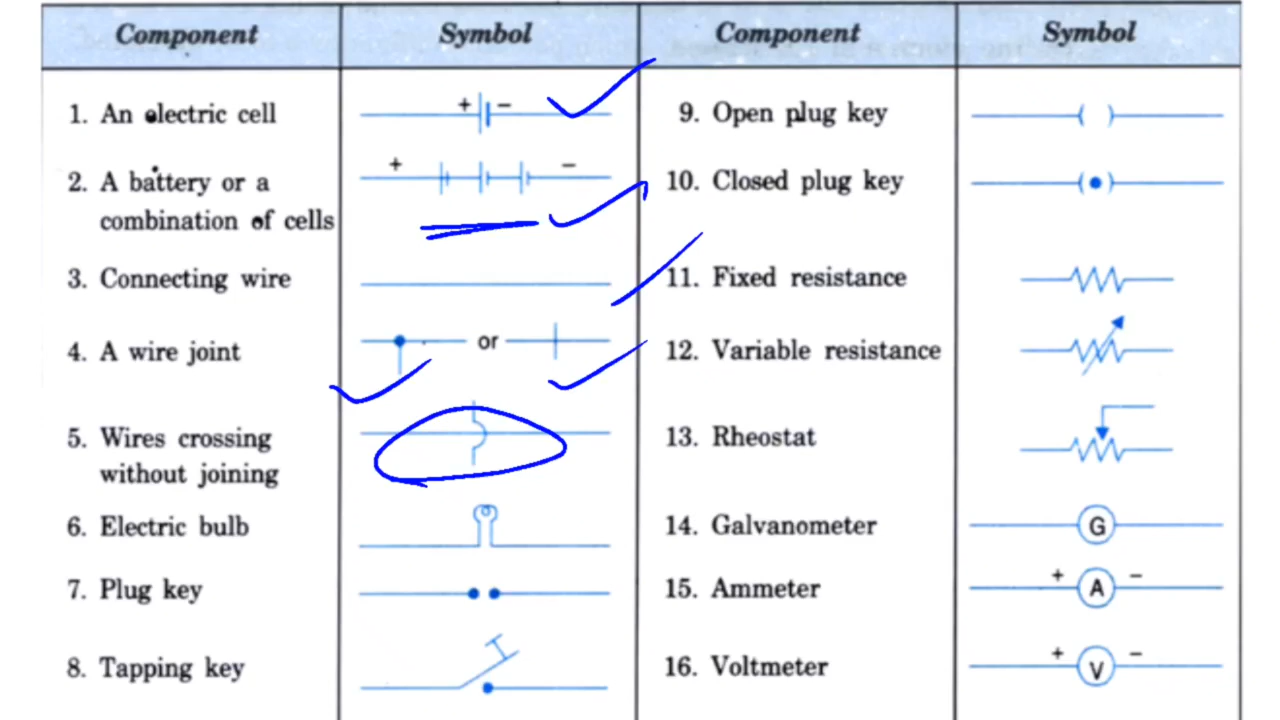 Component Symbol Component Symbol
1. An electric cell + − 9. Open plug key ( )
2. A battery or a + − 10. Closed plug key ( )
combination of cells
3. Connecting wire 11. Fixed resistance
4. A wire joint or 12. Variable resistance
5. Wires crossing 13. Rheostat
without joining
6. Electric bulb 14. Galvanometer G
7. Plug key 15. Ammeter + A −
8. Tapping key 16. Voltmeter + V −